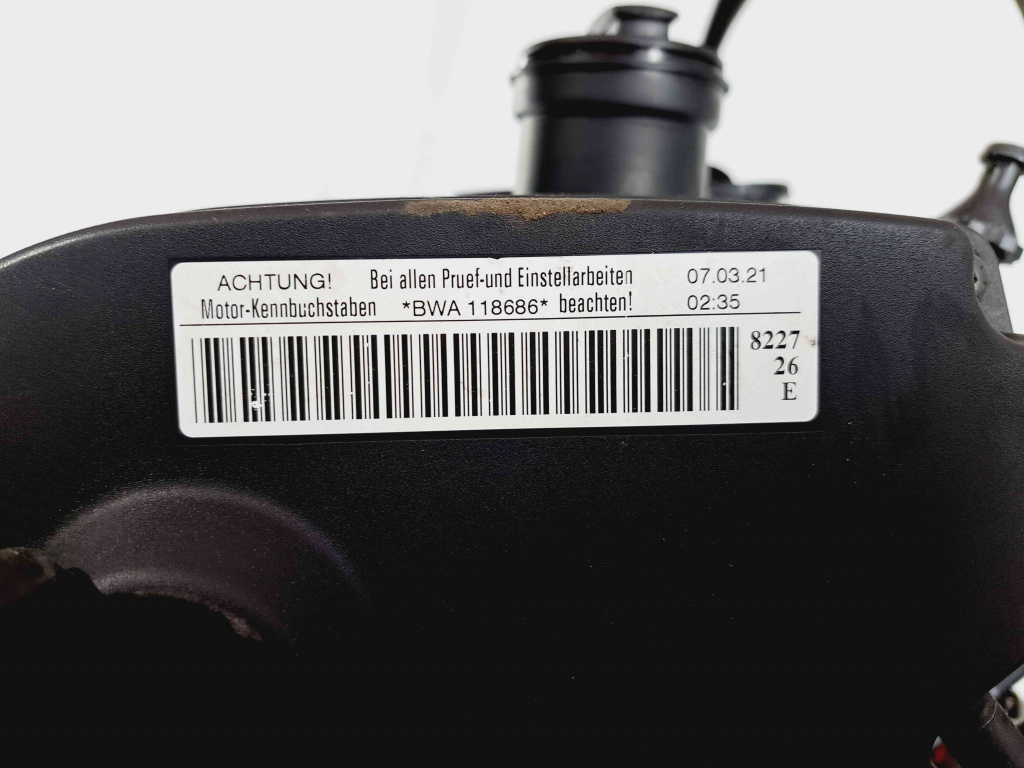 ACHTUNG! Bei allen Pruef-und Einstellarbeiten 07.03.21
Motor-Kennbuchstaben *BWA 118686* beachten! 02:35
8227
26
E